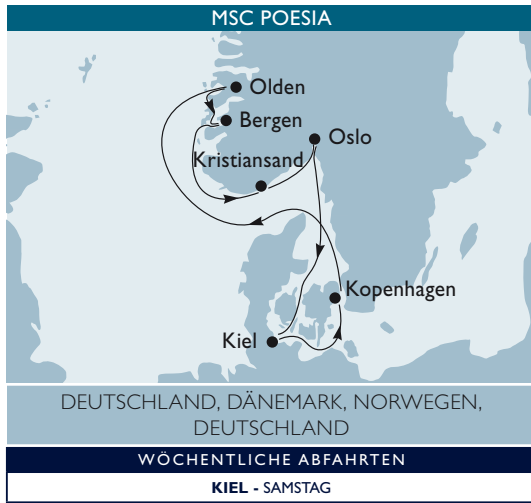 MSC POESIA
Olden
Bergen
Oslo
Kristiansand
Kopenhagen
Kiel
DEUTSCHLAND, DÄNEMARK, NORWEGEN,
DEUTSCHLAND
WÖCHENTLICHE ABFAHRTEN
KIEL - SAMSTAG